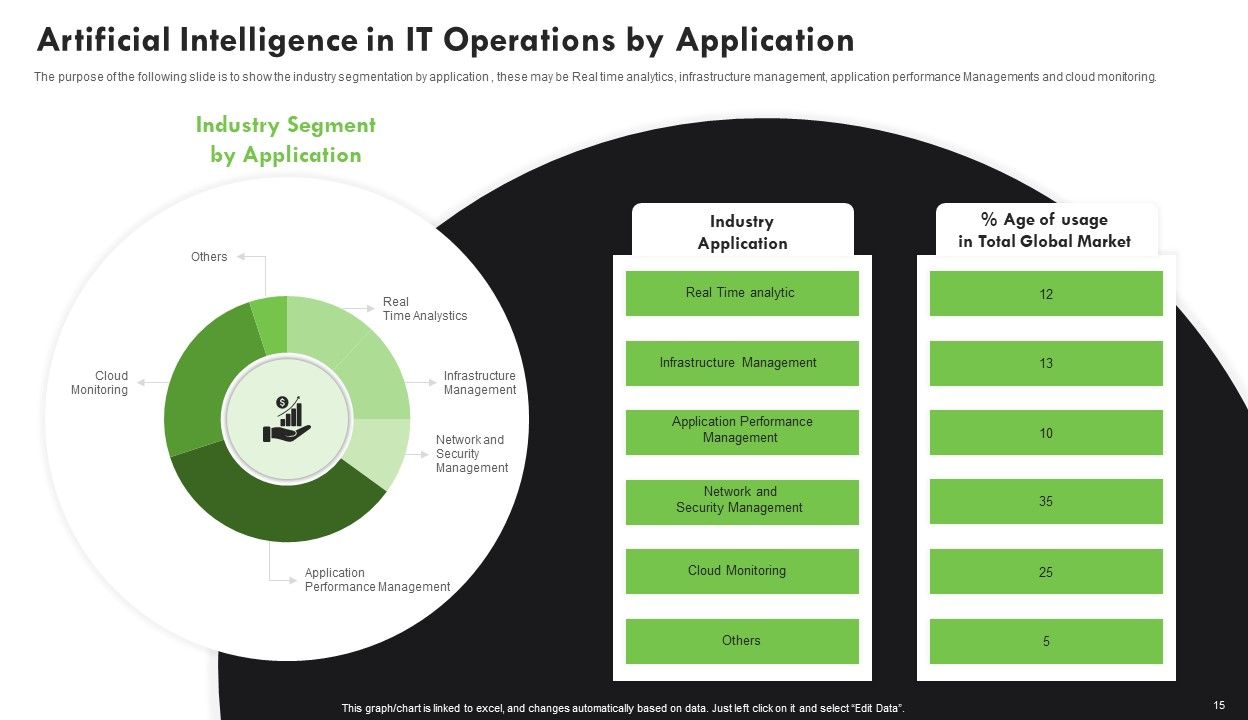 Artificial Intelligence in IT Operations by Application
The purpose of the following slide is to show the industry segmentation by application , these may be Real time analytics, infrastructure management, application performance Managements and cloud monitoring.
Industry Segment
by Application
Others
Real
Time Analystics
Cloud
Monitoring
Infrastructure
Management
Network and
Security
Management
Application
Performance Management
Industry
Application
Real Time analytic
Infrastructure Management
Application Performance
Management
Network and
Security Management
Cloud Monitoring
Others
% Age of usage
in Total Global Market
12
13
10
35
25
5
$
This graph/chart is linked to excel, and changes automatically based on data. Just left click on it and select “Edit Data”.
15